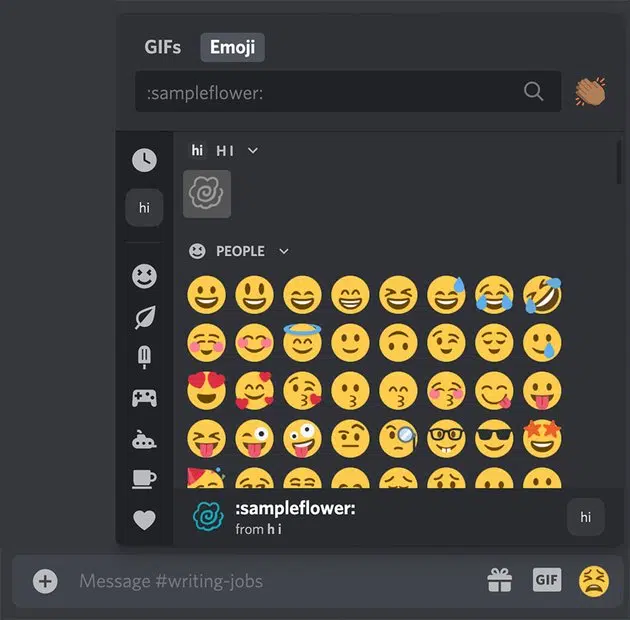 GIFs Emoji
:sampleflower:
hi H I
hi
PEOPLE
:sampleflower:
from h i
hi
Message #writing-jobs
GIF